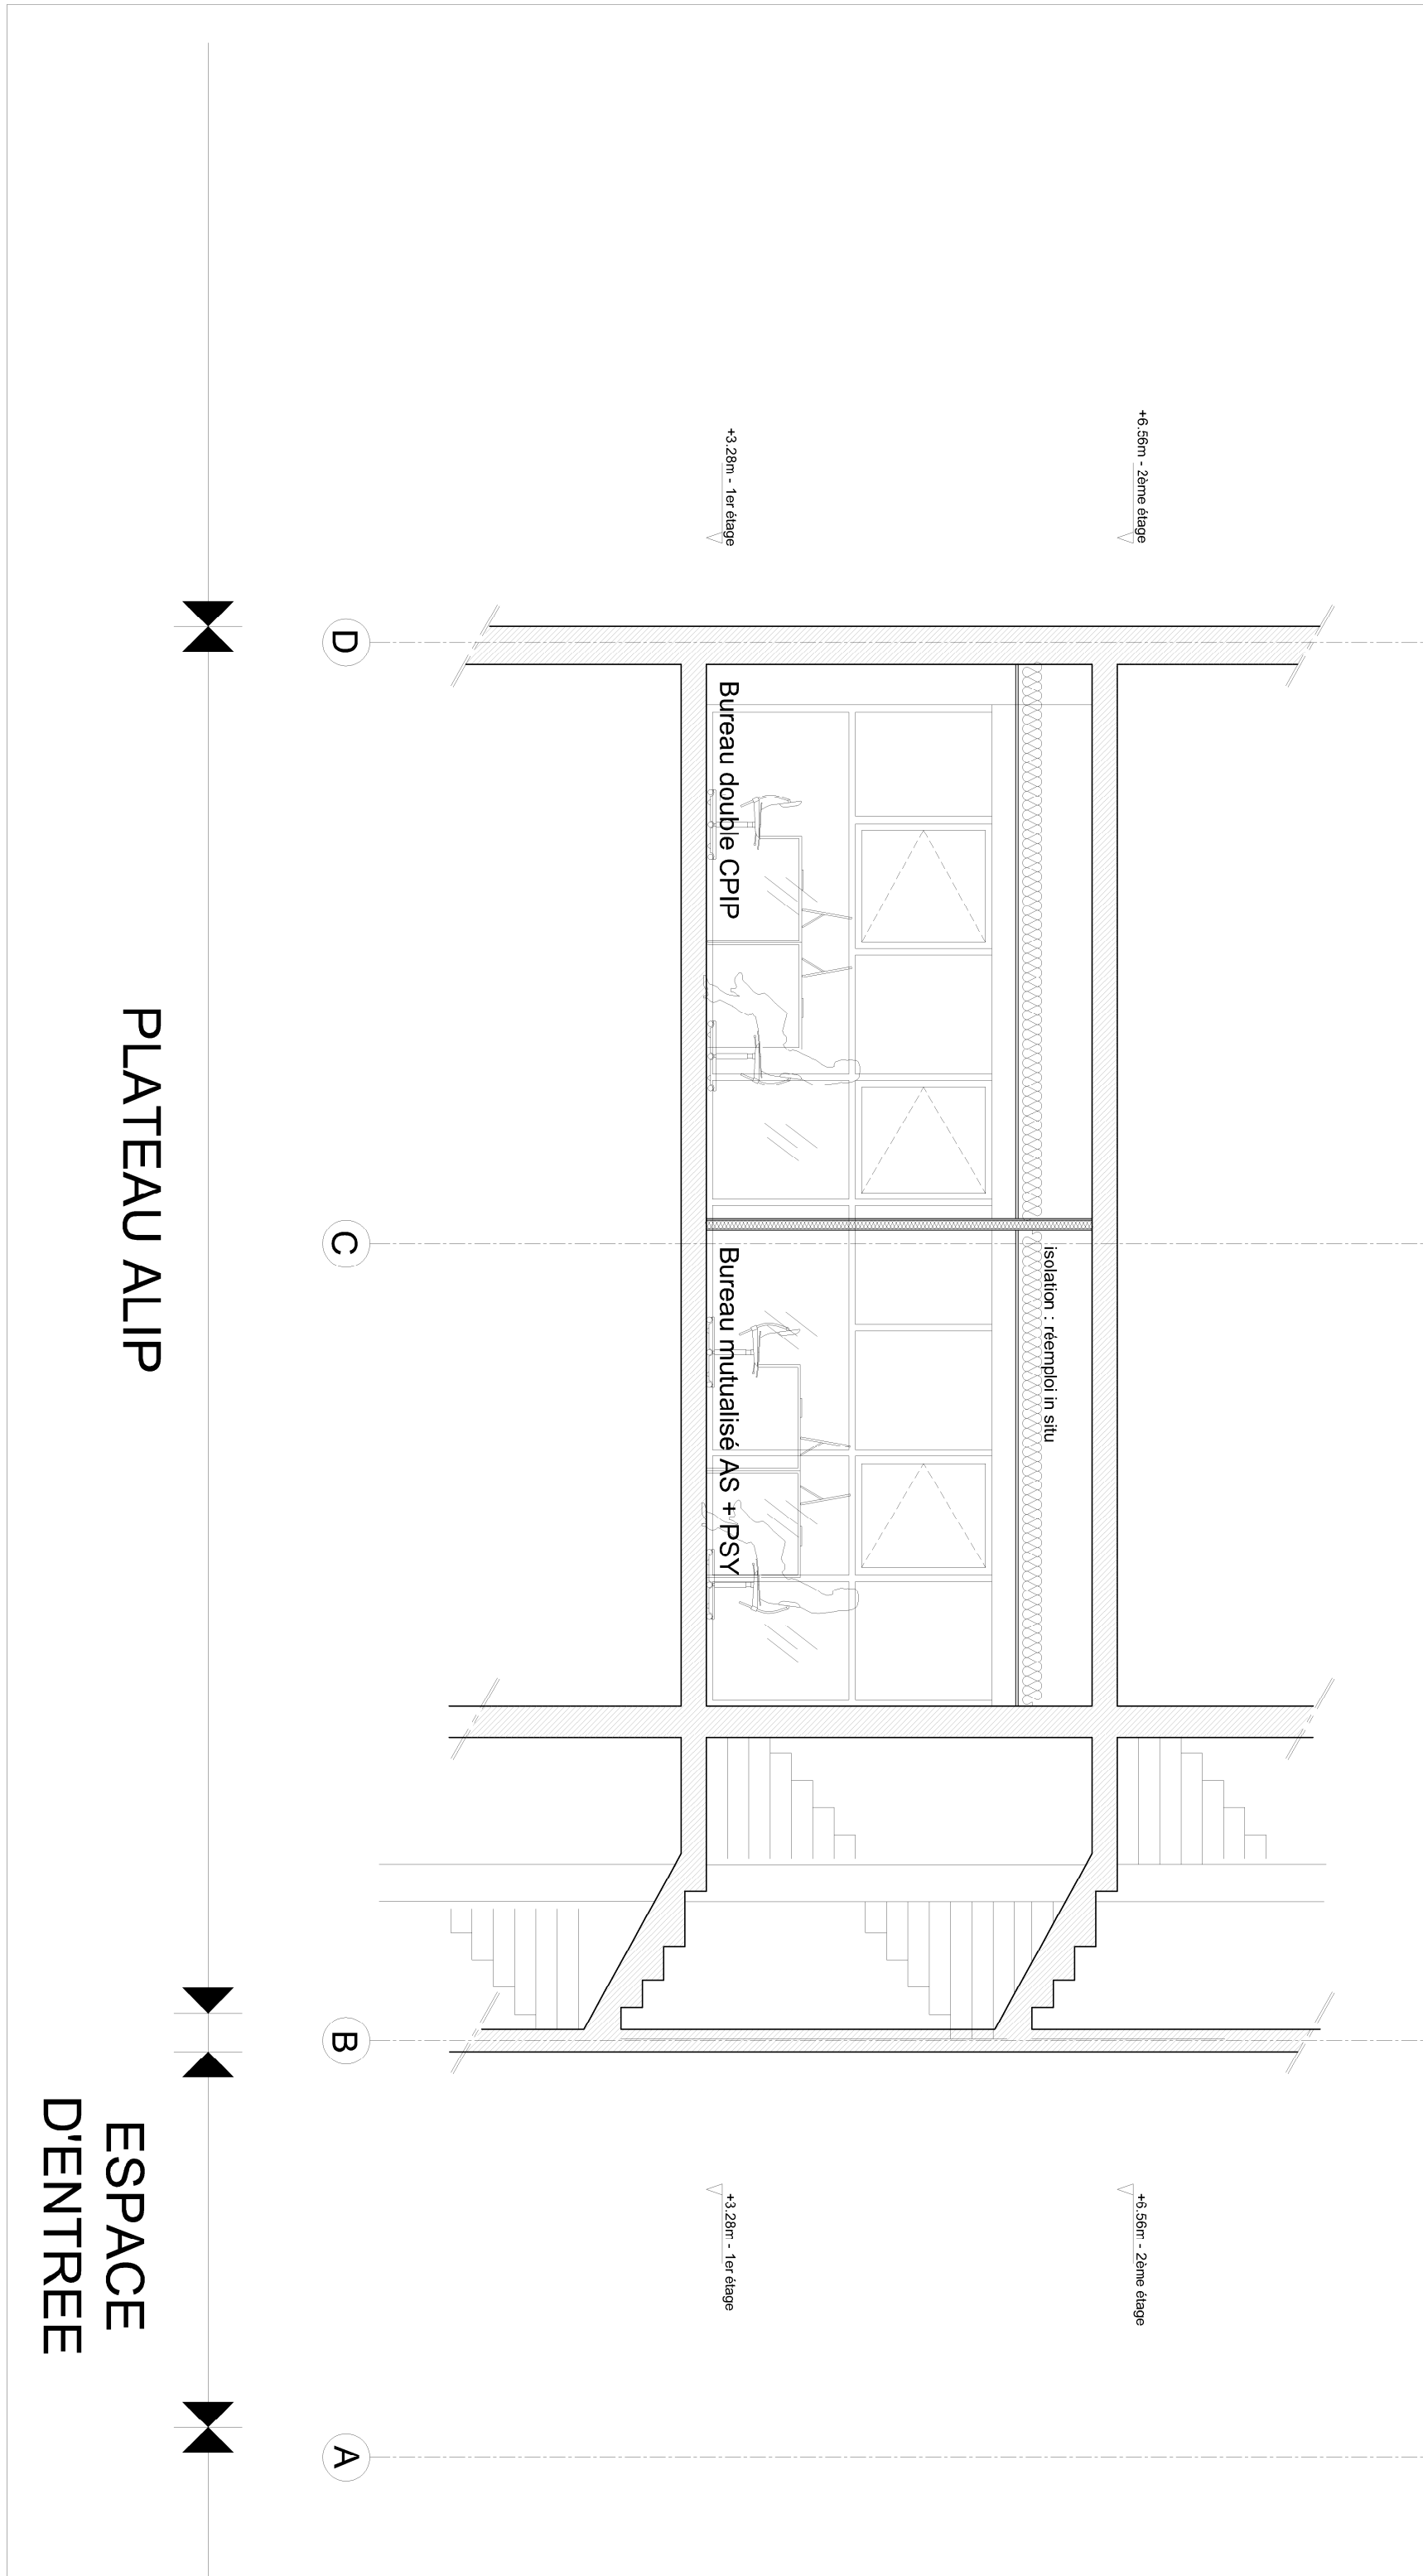 +6.56m - 2ème étage
+6.56m - 2ème étage
isolation : réemploi in situ
+3.28m - 1er étage
Bureau double CPIP
Bureau mutualisé AS + PSY
+3.28m - 1er étage
D
C
B
A
PLATEAU ALIP
ESPACE
D'ENTREE